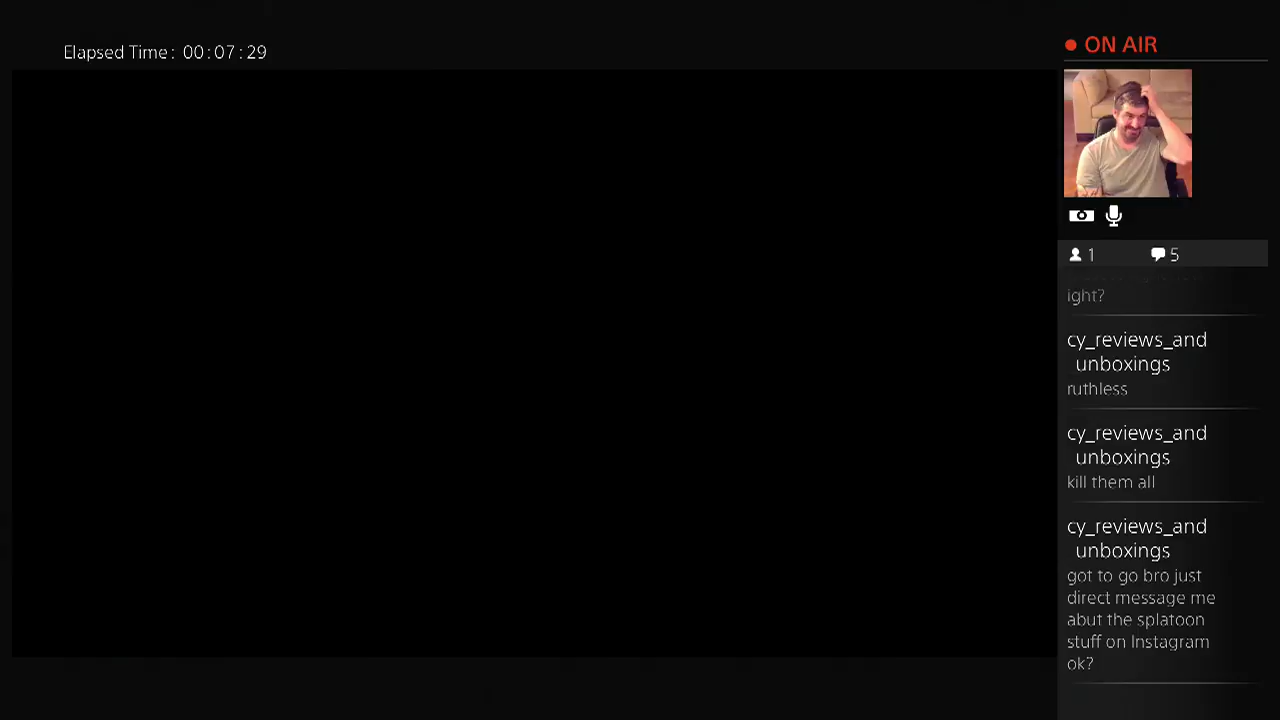 Elapsed Time: 00:07:29
ON AIR
1
5
ight?
cy_reviews_and
unboxings
ruthless
cy_reviews_and
unboxings
kill them all
cy_reviews_and
unboxings
got to go bro just
direct message me
abut the splatoon
stuff on Instagram
ok?